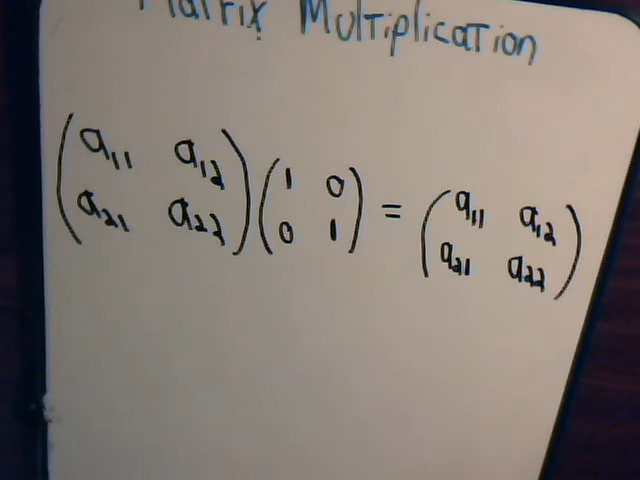 Matrix Multiplication
(a₁₁ a₁₂) (1 0) = (a₁₁ a₁₂)
(a₂₁ a₂₂) (0 1) (a₂₁ a₂₂)